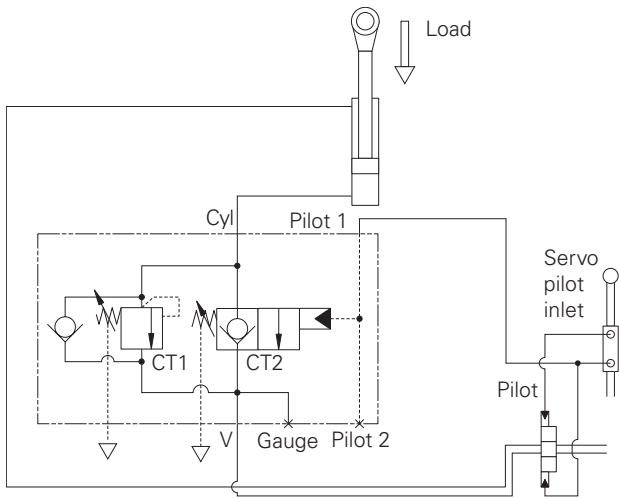 Load
Cyl
Pilot 1
Servo
pilot
inlet
CT1
CT2
Pilot
V
Gauge
Pilot 2